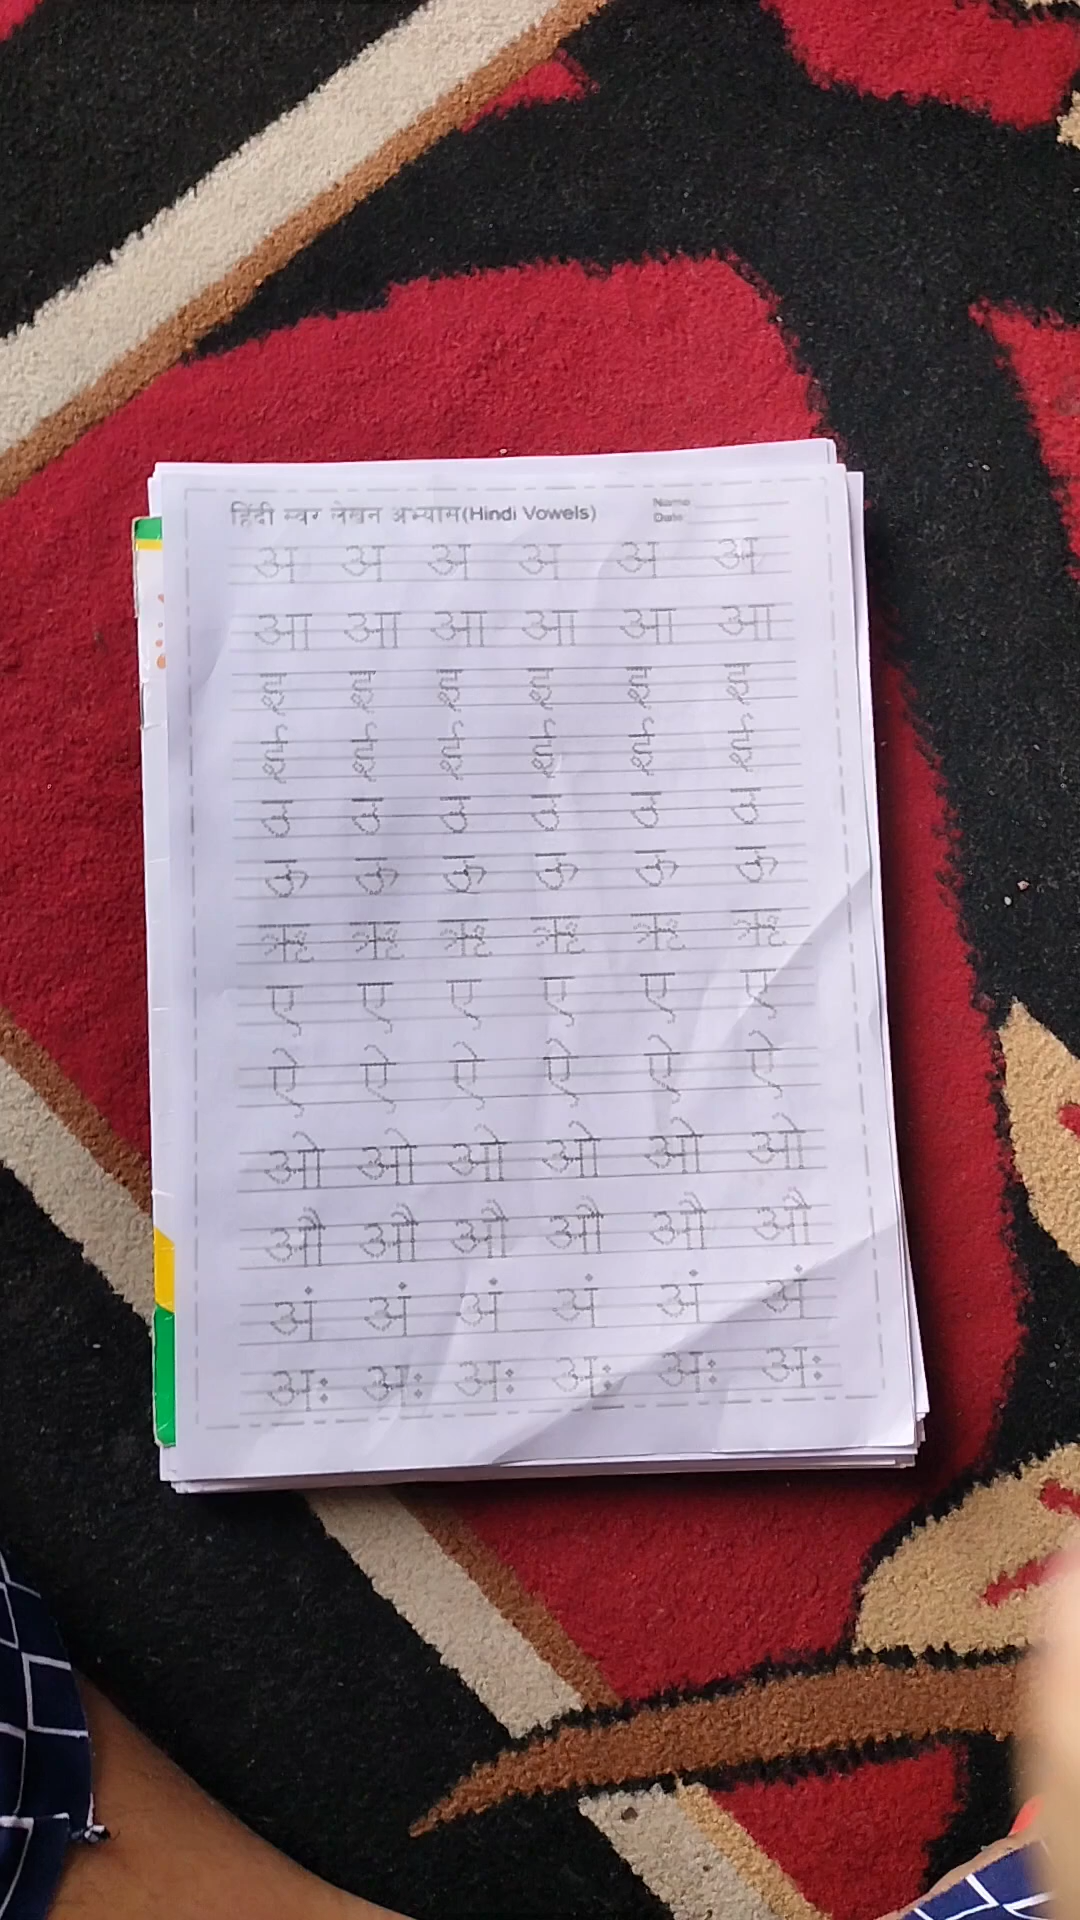 हिंदी स्वर लेखन अभ्यास(Hindi Vowels)
Name
Date
अ अ अ अ अ अ
आ आ आ आ आ आ
इ इ इ इ इ इ
ई ई ई ई ई ई
उ उ उ उ उ उ
ऊ ऊ ऊ ऊ ऊ ऊ
ऋ ऋ ऋ ऋ ऋ ऋ
ए ए ए ए ए ए
ऐ ऐ ऐ ऐ ऐ ऐ
ओ ओ ओ ओ ओ ओ
औ औ औ औ औ औ
अं अं अं अं अं अं
अः अः अः अः अः अः